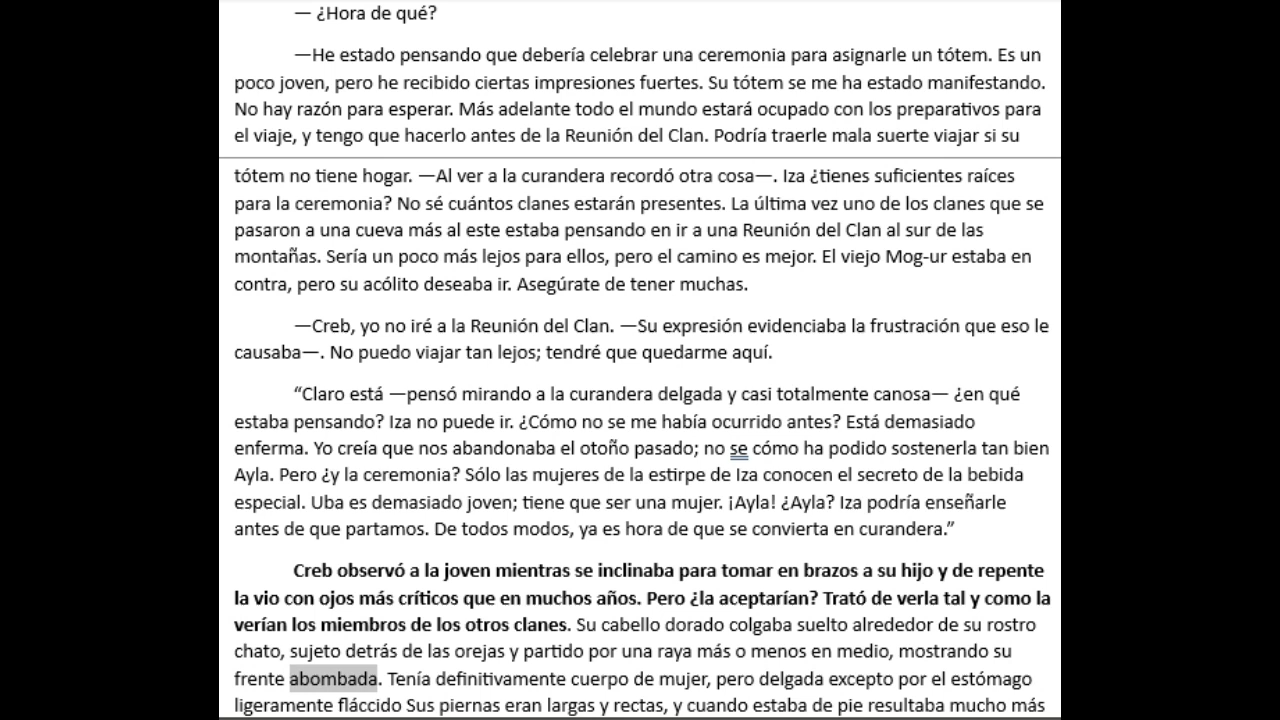 — ¿Hora de qué?
—He estado pensando que debería celebrar una ceremonia para asignarle un tótem. Es un
poco joven, pero he recibido ciertas impresiones fuertes. Su tótem se me ha estado manifestando.
No hay razón para esperar. Más adelante todo el mundo estará ocupado con los preparativos para
el viaje, y tengo que hacerlo antes de la Reunión del Clan. Podría traerle mala suerte viajar si su
tótem no tiene hogar. —Al ver a la curandera recordó otra cosa—. Iza ¿tienes suficientes raíces
para la ceremonia? No sé cuántos clanes estarán presentes. La última vez uno de los clanes que se
pasaron a una cueva más al este estaba pensando en ir a una Reunión del Clan al sur de las
montañas. Sería un poco más lejos para ellos, pero el camino es mejor. El viejo Mog-ur estaba en
contra, pero su acólito deseaba ir. Asegúrate de tener muchas.
—Creb, yo no iré a la Reunión del Clan. —Su expresión evidenciaba la frustración que eso le
causaba—. No puedo viajar tan lejos; tendré que quedarme aquí.
“Claro está —pensó mirando a la curandera delgada y casi totalmente canosa— ¿en qué
estaba pensando? Iza no puede ir. ¿Cómo no se me había ocurrido antes? Está demasiado
enferma. Yo creía que nos abandonaba el otoño pasado; no se cómo ha podido sostenerla tan bien
Ayla. Pero ¿y la ceremonia? Sólo las mujeres de la estirpe de Iza conocen el secreto de la bebida
especial. Uba es demasiado joven; tiene que ser una mujer. ¡Ayla! ¿Ayla? Iza podría enseñarle
antes de que partamos. De todos modos, ya es hora de que se convierta en curandera.”
Creb observó a la joven mientras se inclinaba para tomar en brazos a su hijo y de repente
la vio con ojos más críticos que en muchos años. Pero ¿la aceptarían? Trató de verla tal y como la
verían los miembros de los otros clanes. Su cabello dorado colgaba suelto alrededor de su rostro
chato, sujeto detrás de las orejas y partido por una raya más o menos en medio, mostrando su
frente abombada. Tenía definitivamente cuerpo de mujer, pero delgada excepto por el estómago
ligeramente fláccido Sus piernas eran largas y rectas, y cuando estaba de pie resultaba mucho más